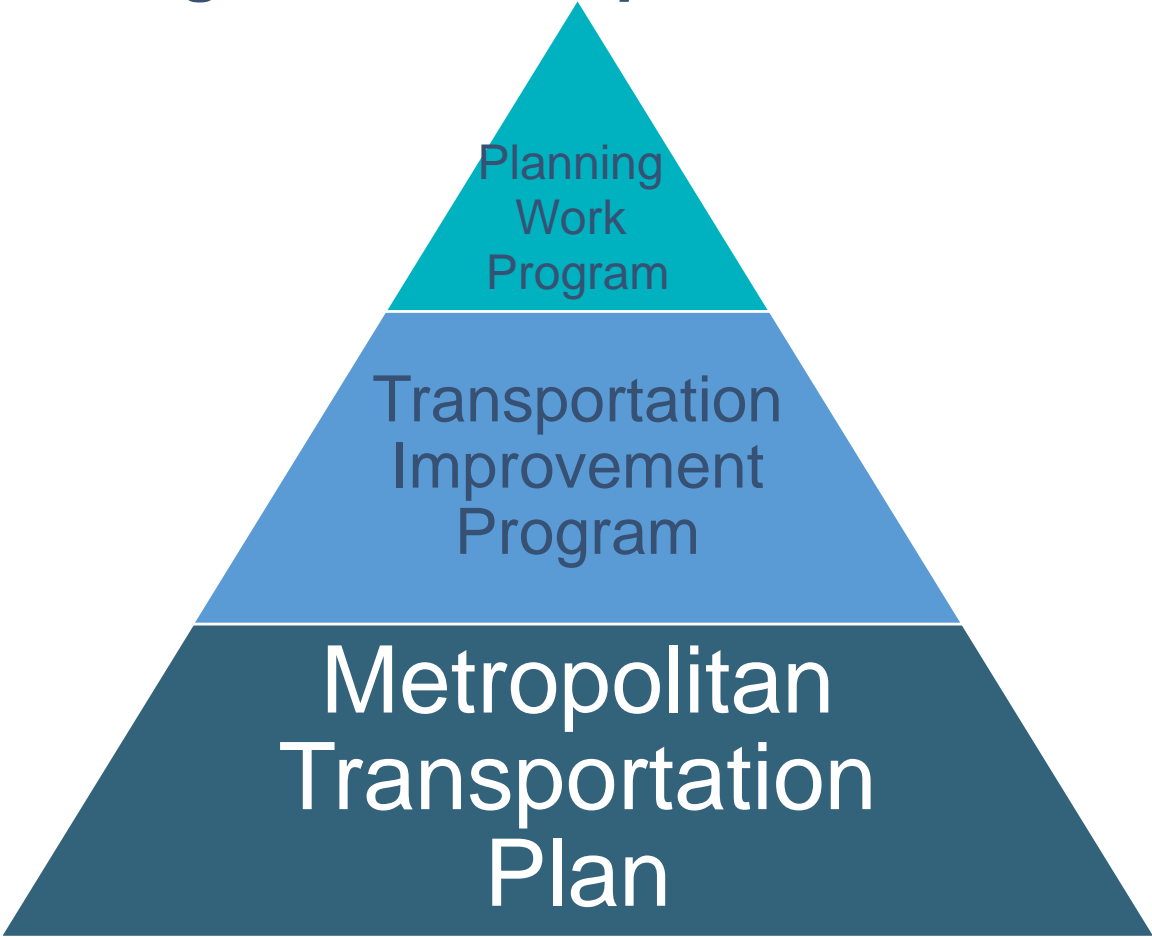 Planning
Work
Program
Transportation
Improvement
Program
Metropolitan
Transportation
Plan